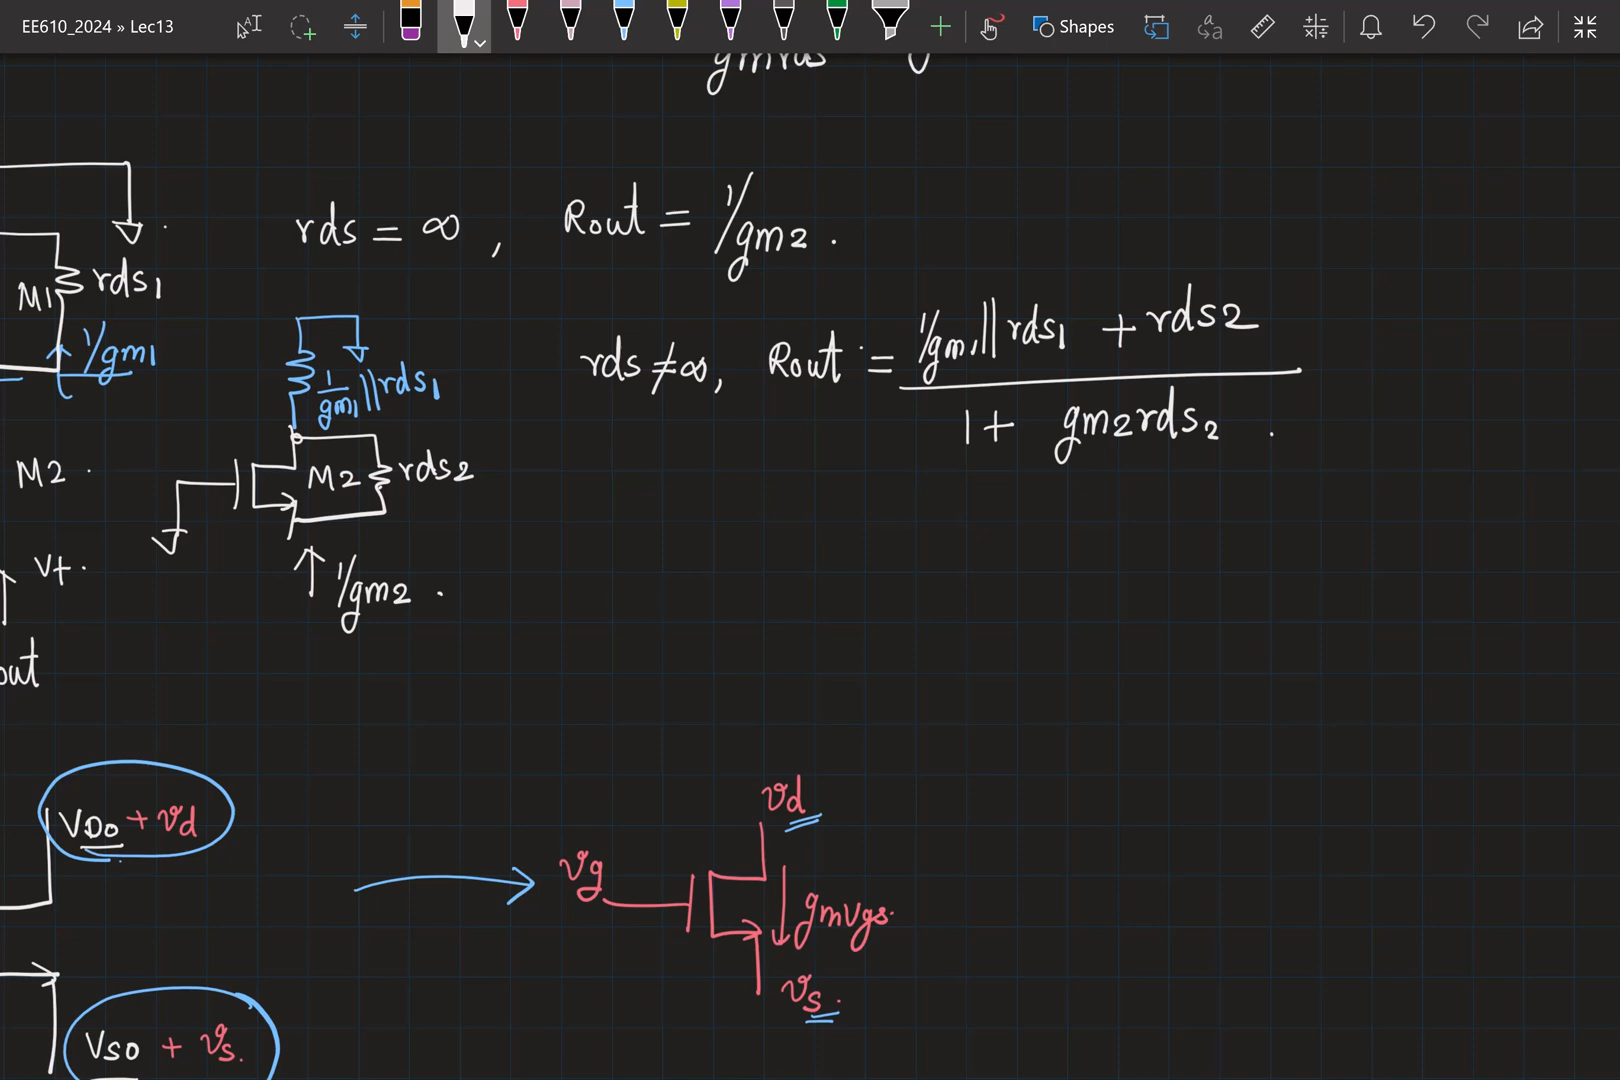 EE610_2024 » Lec13
Shapes
gmrds
rds = ∞ , Rout = 1/gm2 .
M1 rds1
1/gm1
1/gm1 || rds1
rds ≠ ∞, Rout = (1/gm1 || rds1 + rds2) / (1 + gm2rds2) .
M2 .
M2 rds2
V+ .
↑ 1/gm2 .
out
VDO + vd
vd
vg
gmvgs.
vs.
VSO + vs.